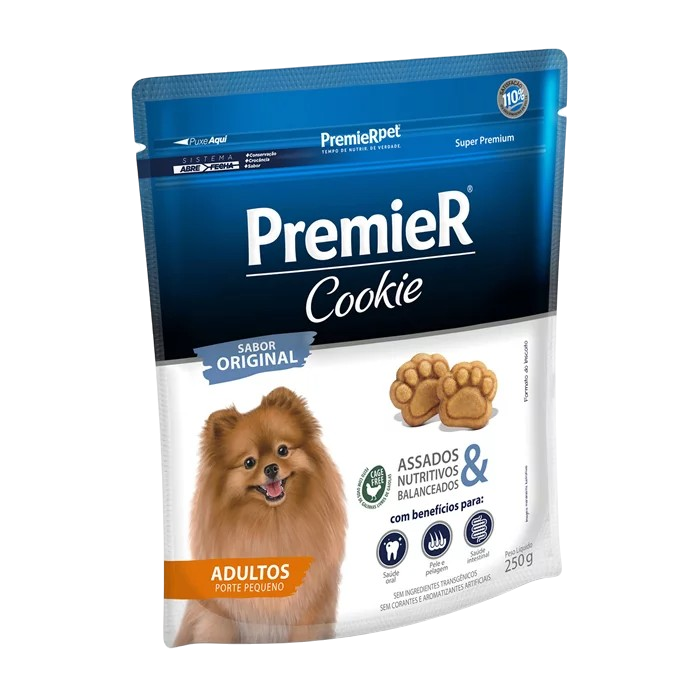 SATISFAÇÃO
110%
PuxeAqui
PremieRpet®
TEMPO DE NUTRIR. DE VERDADE.
Super Premium
SISTEMA
ABRE FECHA
•Conservação
•Crocância
•Sabor
PremieR®
Cookie
SABOR
ORIGINAL
Formato do biscoito
CAGE
FREE
ASSADOS
NUTRITIVOS
BALANCEADOS
&
com benefícios para:
Saúde
oral
Pele e
pelagem
Saúde
intestinal
Peso Líquido
250g
ADULTOS
PORTE PEQUENO
SEM INGREDIENTES TRANSGÊNICOS
SEM CORANTES E AROMATIZANTES ARTIFICIAIS.